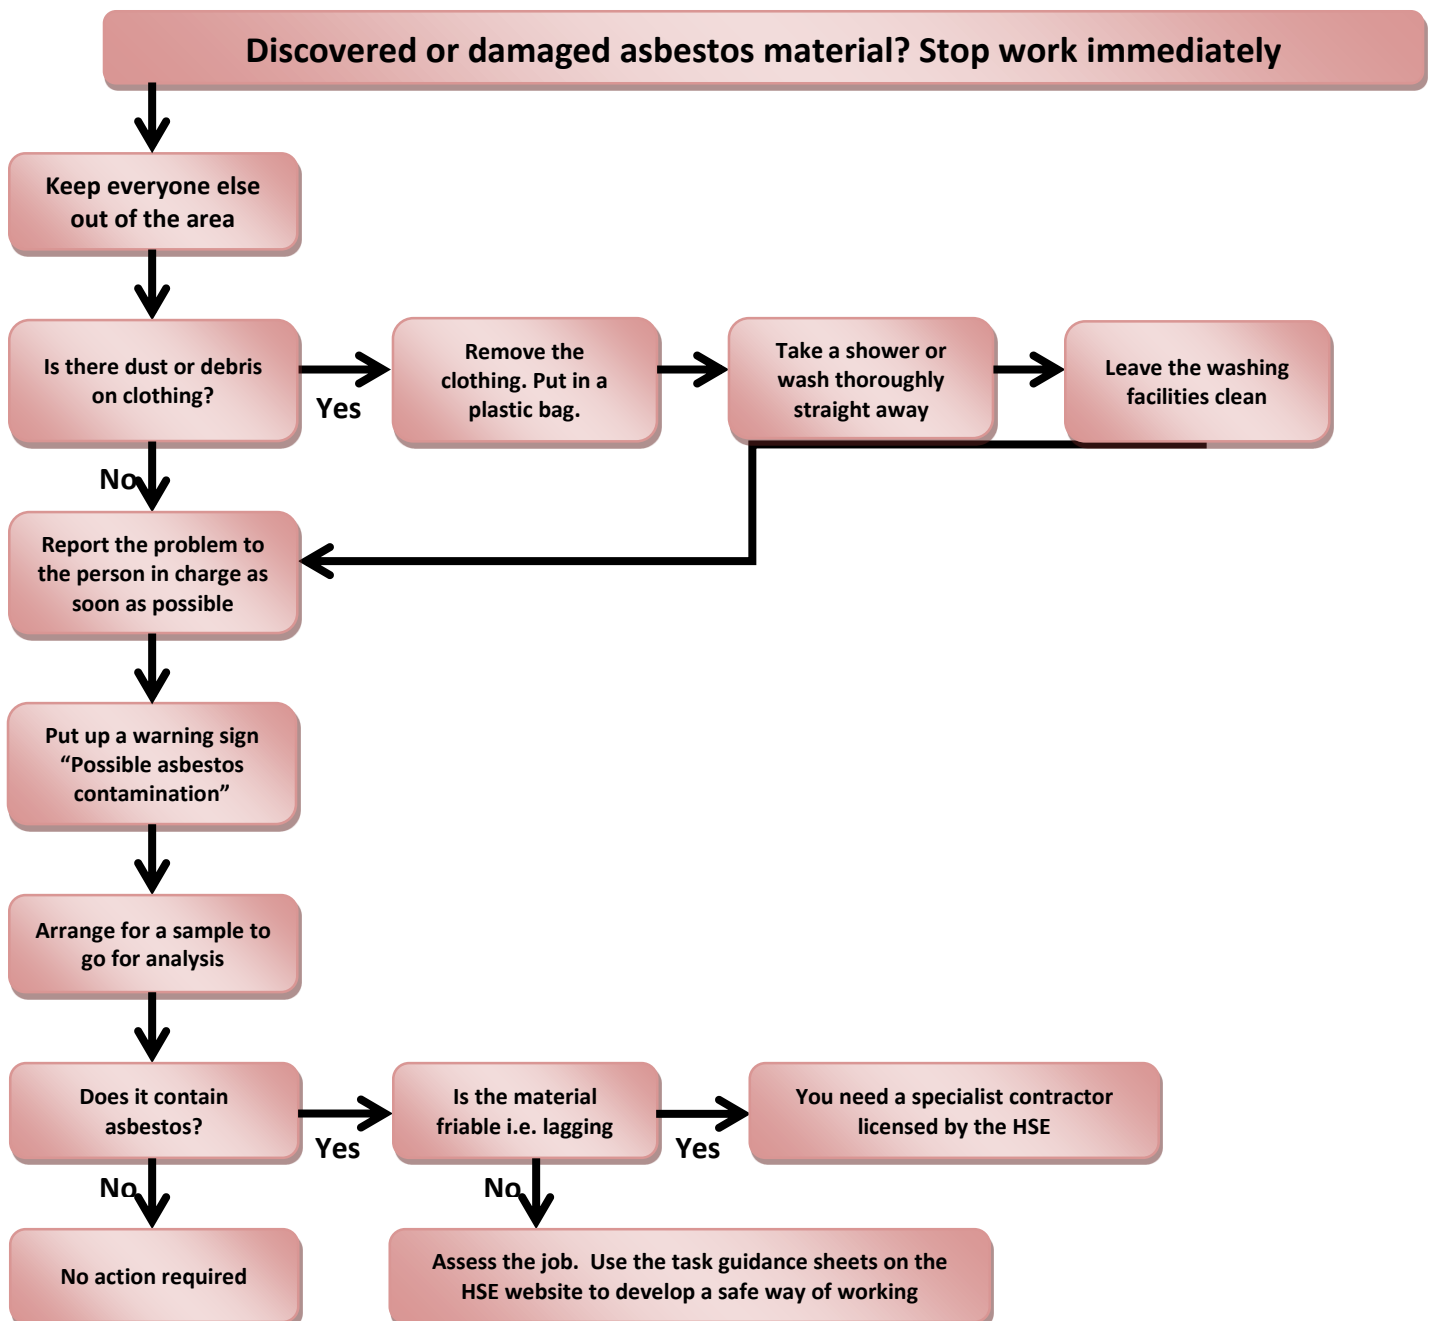 Discovered or damaged asbestos material? Stop work immediately
Keep everyone else
out of the area
Is there dust or debris
on clothing?
Yes
Remove the
clothing. Put in a
plastic bag.
Take a shower or
wash thoroughly
straight away
Leave the washing
facilities clean
No
Report the problem to
the person in charge as
soon as possible
Put up a warning sign
“Possible asbestos
contamination”
Arrange for a sample to
go for analysis
Does it contain
asbestos?
Yes
Is the material
friable i.e. lagging
Yes
You need a specialist contractor
licensed by the HSE
No
No
No action required
Assess the job.  Use the task guidance sheets on the
HSE website to develop a safe way of working